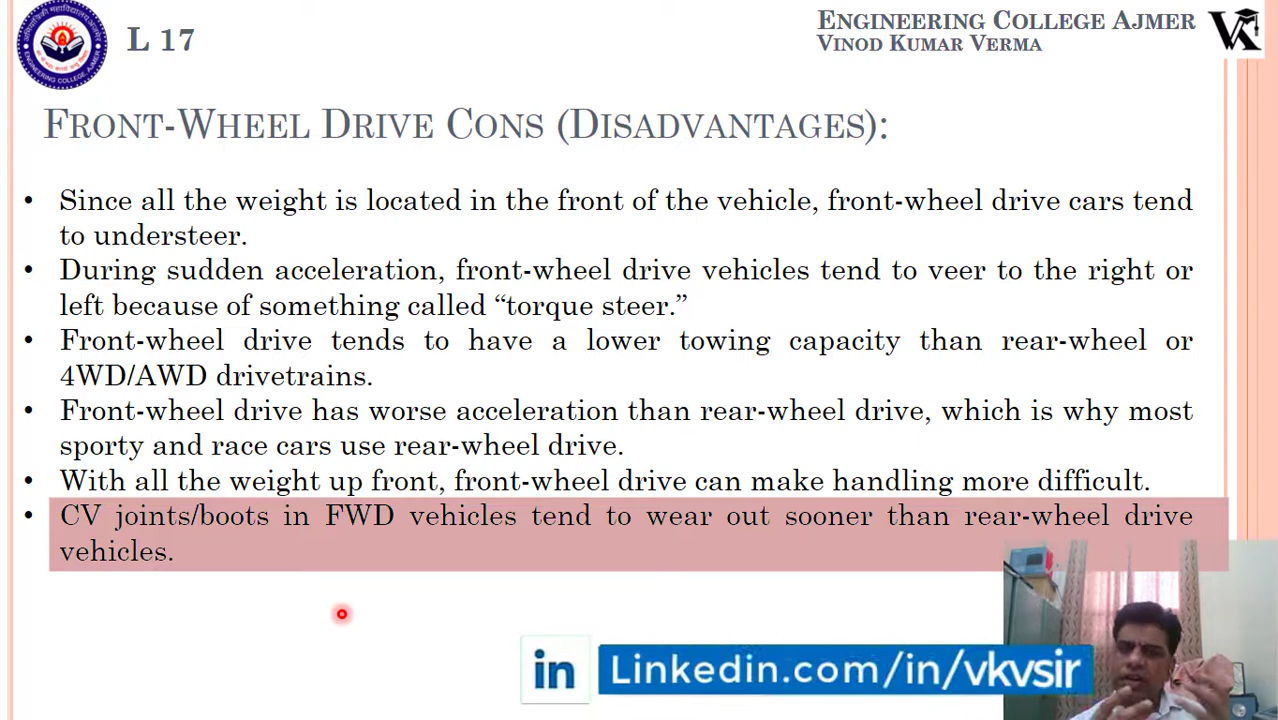 L 17
ENGINEERING COLLEGE AJMER
VINOD KUMAR VERMA
FRONT-WHEEL DRIVE CONS (DISADVANTAGES):
• Since all the weight is located in the front of the vehicle, front-wheel drive cars tend
to understeer.
• During sudden acceleration, front-wheel drive vehicles tend to veer to the right or
left because of something called “torque steer.”
• Front-wheel drive tends to have a lower towing capacity than rear-wheel or
4WD/AWD drivetrains.
• Front-wheel drive has worse acceleration than rear-wheel drive, which is why most
sporty and race cars use rear-wheel drive.
• With all the weight up front, front-wheel drive can make handling more difficult.
• CV joints/boots in FWD vehicles tend to wear out sooner than rear-wheel drive
vehicles.
in Linkedin.com/in/vkvsir